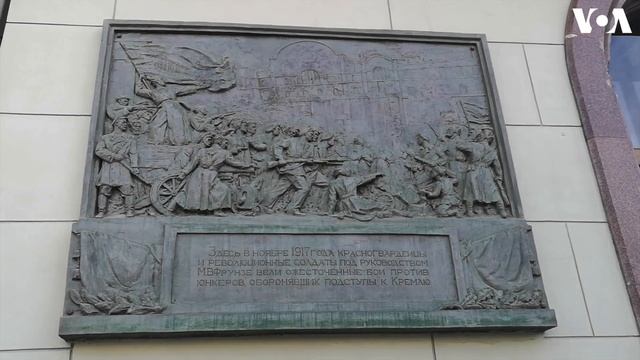 VOA
ЗДЕСЬ В НОЯБРЕ 1917 ГОДА КРАСНОГВАРДЕЙЦЫ
И РЕВОЛЮЦИОННЫЕ СОЛДАТЫ ПОД РУКОВОДСТВОМ
М.В.ФРУНЗЕ ВЕЛИ ОЖЕСТОЧЕННЫЕ БОИ ПРОТИВ
ЮНКЕРОВ, ОБОРОНЯВШИХ ПОДСТУПЫ К КРЕМЛЮ